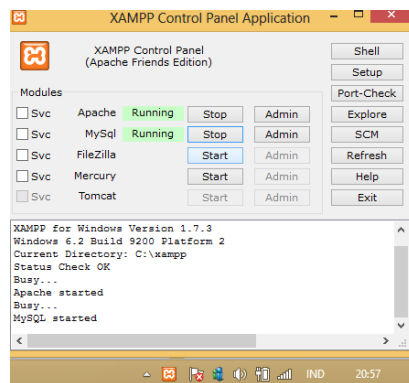 XAMPP Control Panel Application
XAMPP Control Panel
(Apache Friends Edition)
Shell
Setup
Modules
Port-Check
Svc Apache Running Stop Admin Explore
Svc MySql Running Stop Admin SCM
Svc FileZilla Start Admin Refresh
Svc Mercury Start Admin Help
Svc Tomcat Start Admin Exit
XAMPP for Windows Version 1.7.3
Windows 6.2 Build 9200 Platform 2
Current Directory: C:\xampp
Status Check OK
Busy...
Apache started
Busy...
MySQL started
IND 20:57